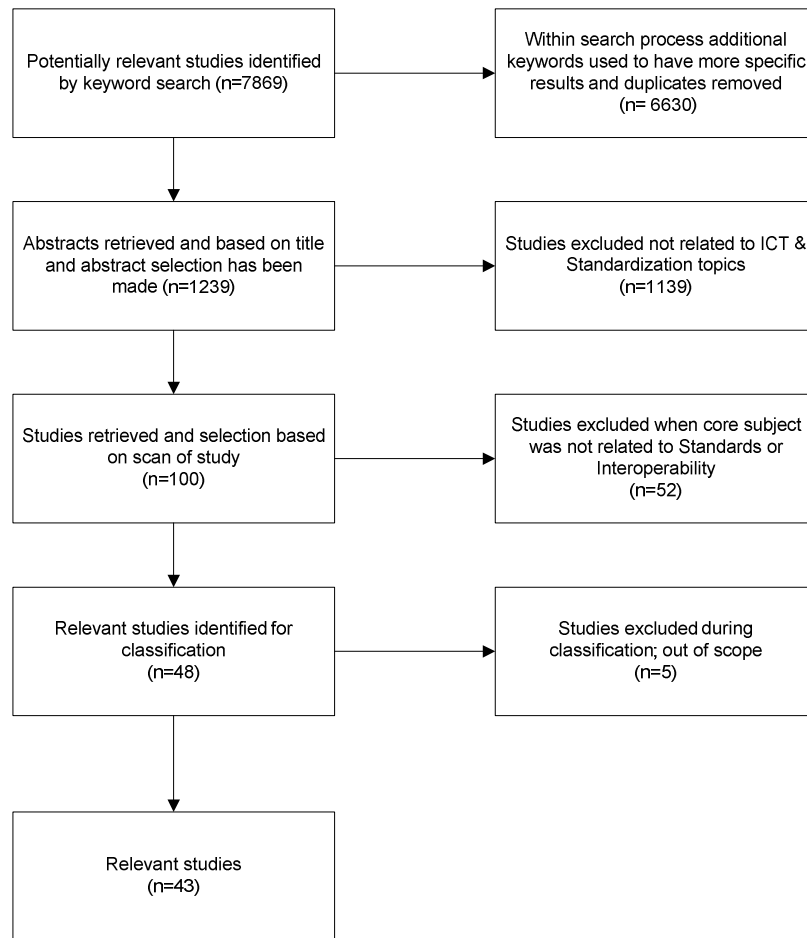 Potentially relevant studies identified
by keyword search (n=7869)
Within search process additional
keywords used to have more specific
results and duplicates removed
(n= 6630)
Abstracts retrieved and based on title
and abstract selection has been
made (n=1239)
Studies excluded not related to ICT &
Standardization topics
(n=1139)
Studies retrieved and selection based
on scan of study
(n=100)
Studies excluded when core subject
was not related to Standards or
Interoperability
(n=52)
Relevant studies identified for
classification
(n=48)
Studies excluded during
classification; out of scope
(n=5)
Relevant studies
(n=43)